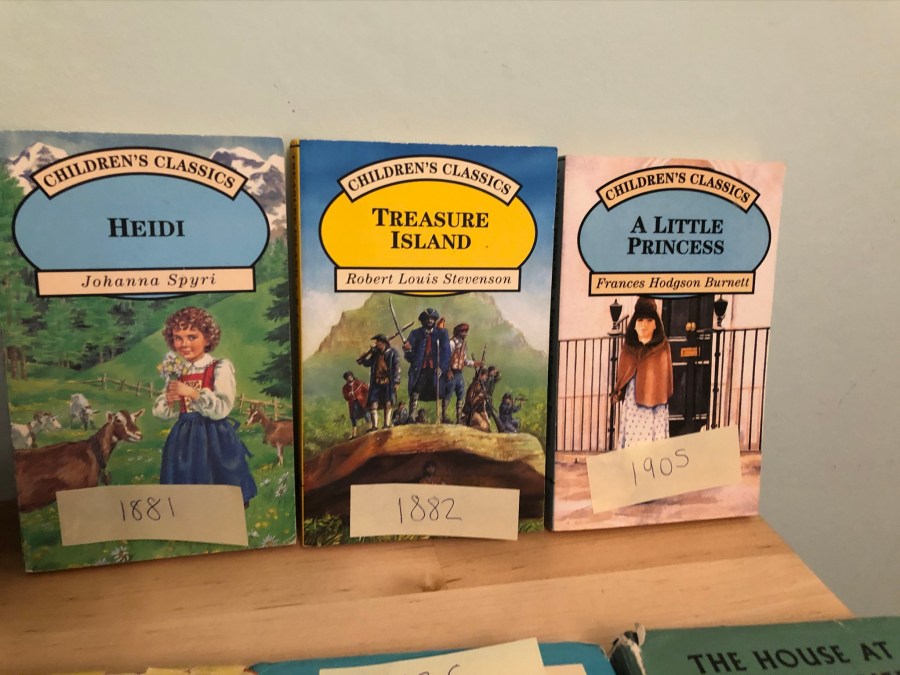 CHILDREN'S CLASSICS
HEIDI
Johanna Spyri
1881
CHILDREN'S CLASSICS
TREASURE
ISLAND
Robert Louis Stevenson
1882
CHILDREN'S CLASSICS
A LITTLE
PRINCESS
Frances Hodgson Burnett
1905
THE HOUSE AT